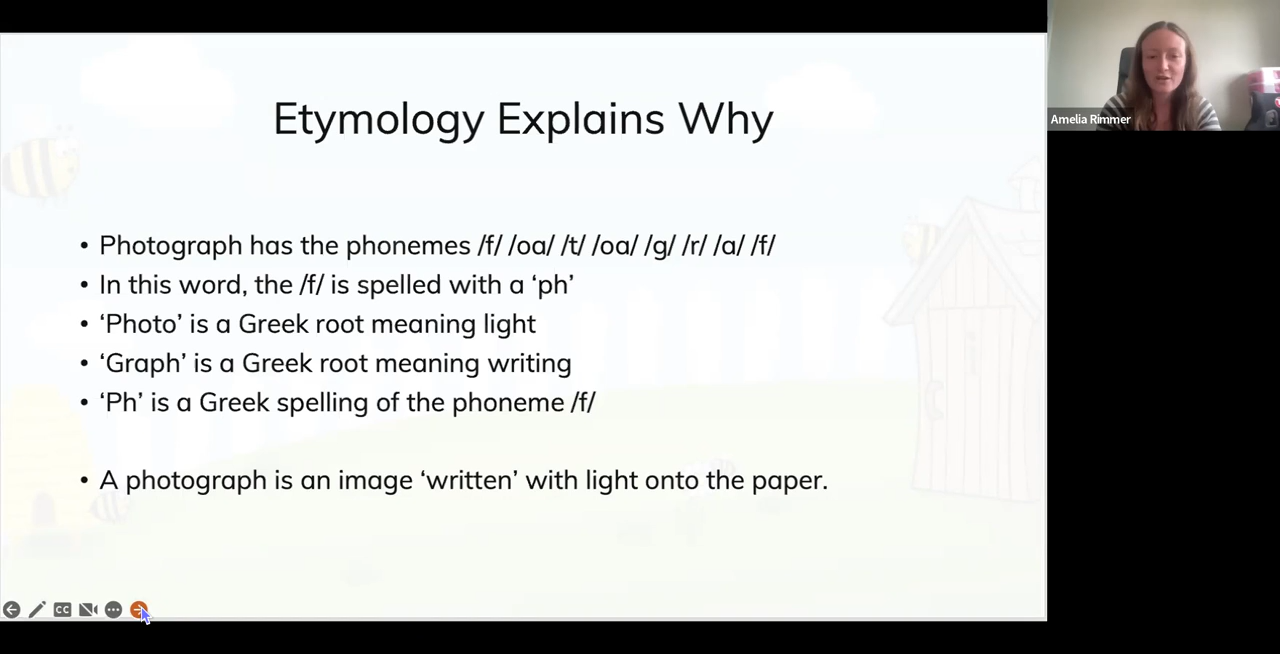 Etymology Explains Why
• Photograph has the phonemes /f/ /oa/ /t/ /oa/ /g/ /r/ /a/ /f/
• In this word, the /f/ is spelled with a ‘ph’
• ‘Photo’ is a Greek root meaning light
• ‘Graph’ is a Greek root meaning writing
• ‘Ph’ is a Greek spelling of the phoneme /f/
• A photograph is an image ‘written’ with light onto the paper.
Amelia Rimmer
CC